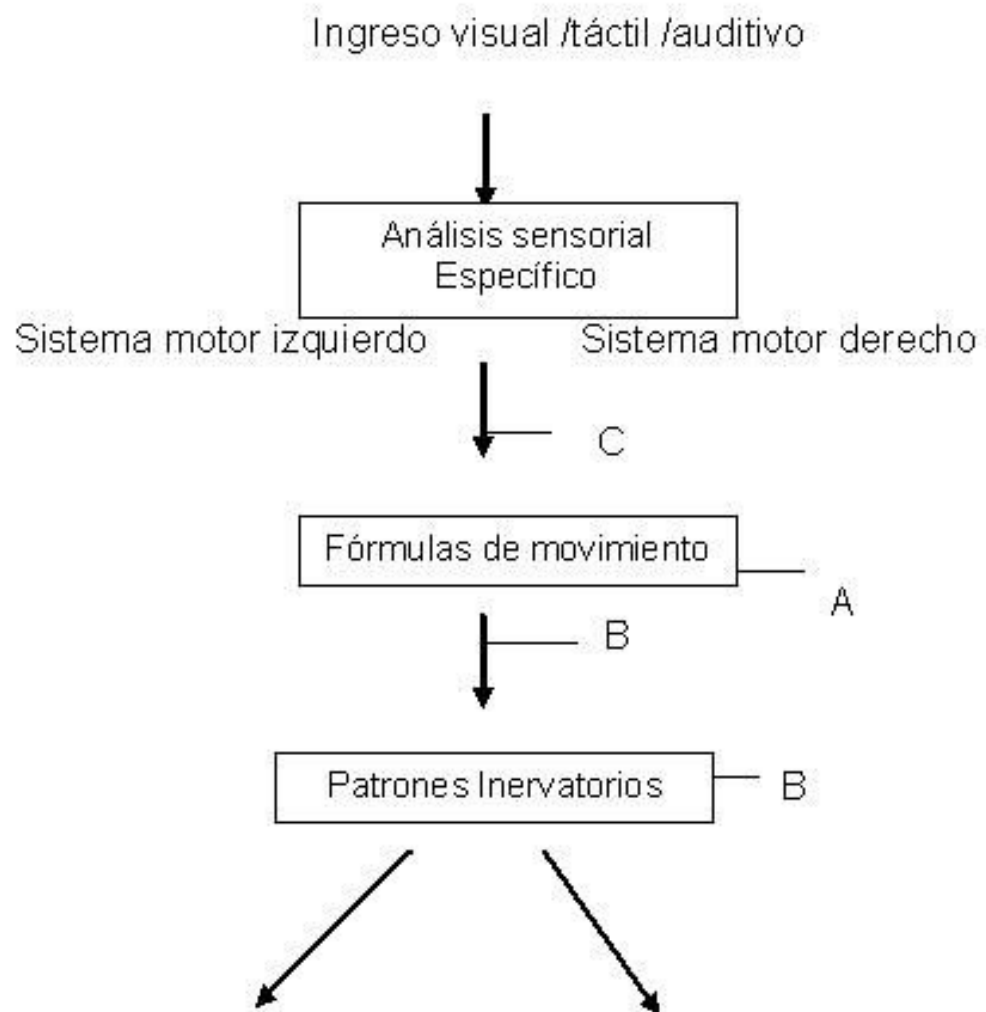 Ingreso visual /táctil /auditivo
Análisis sensorial
Específico
Sistema motor izquierdo
Sistema motor derecho
C
Fórmulas de movimiento
A
B
Patrones Inervatorios
B